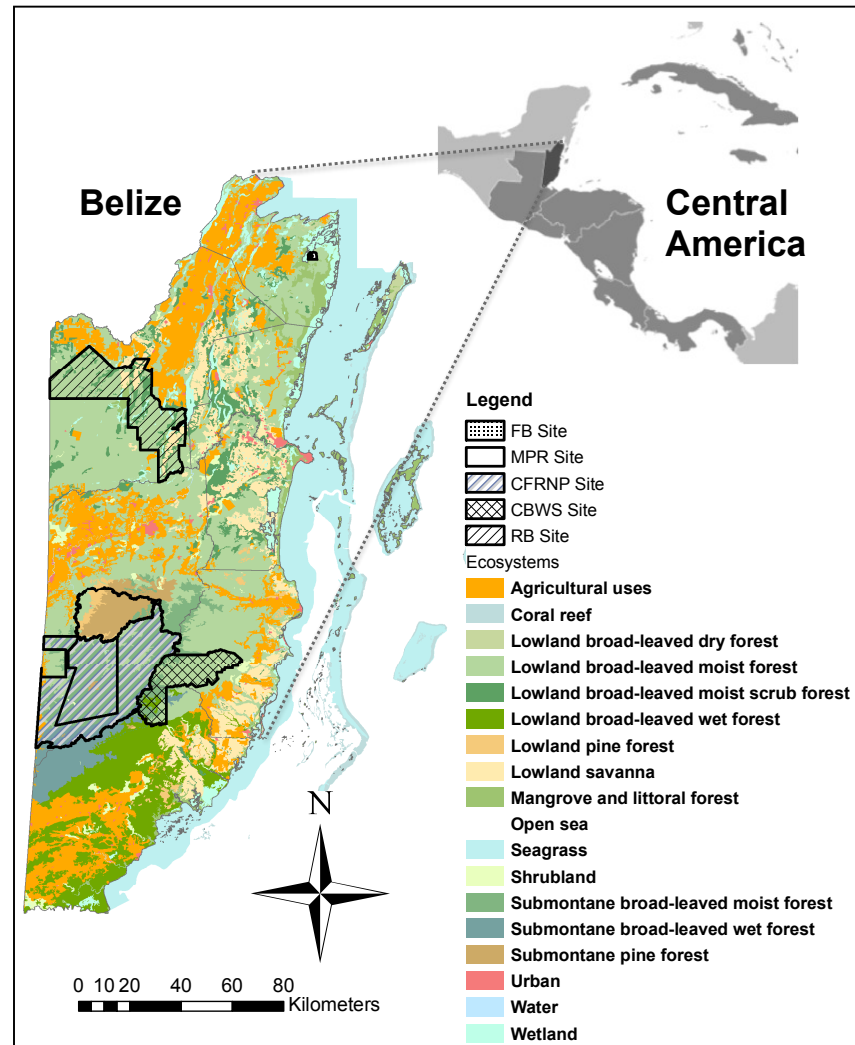 Belize
Central
America
Legend
FB Site
MPR Site
CFRNP Site
CBWS Site
RB Site
Ecosystems
Agricultural uses
Coral reef
Lowland broad-leaved dry forest
Lowland broad-leaved moist forest
Lowland broad-leaved moist scrub forest
Lowland broad-leaved wet forest
Lowland pine forest
Lowland savanna
Mangrove and littoral forest
Open sea
Seagrass
Shrubland
Submontane broad-leaved moist forest
Submontane broad-leaved wet forest
Submontane pine forest
Urban
Water
Wetland
N
0 10 20 40 60 80
Kilometers